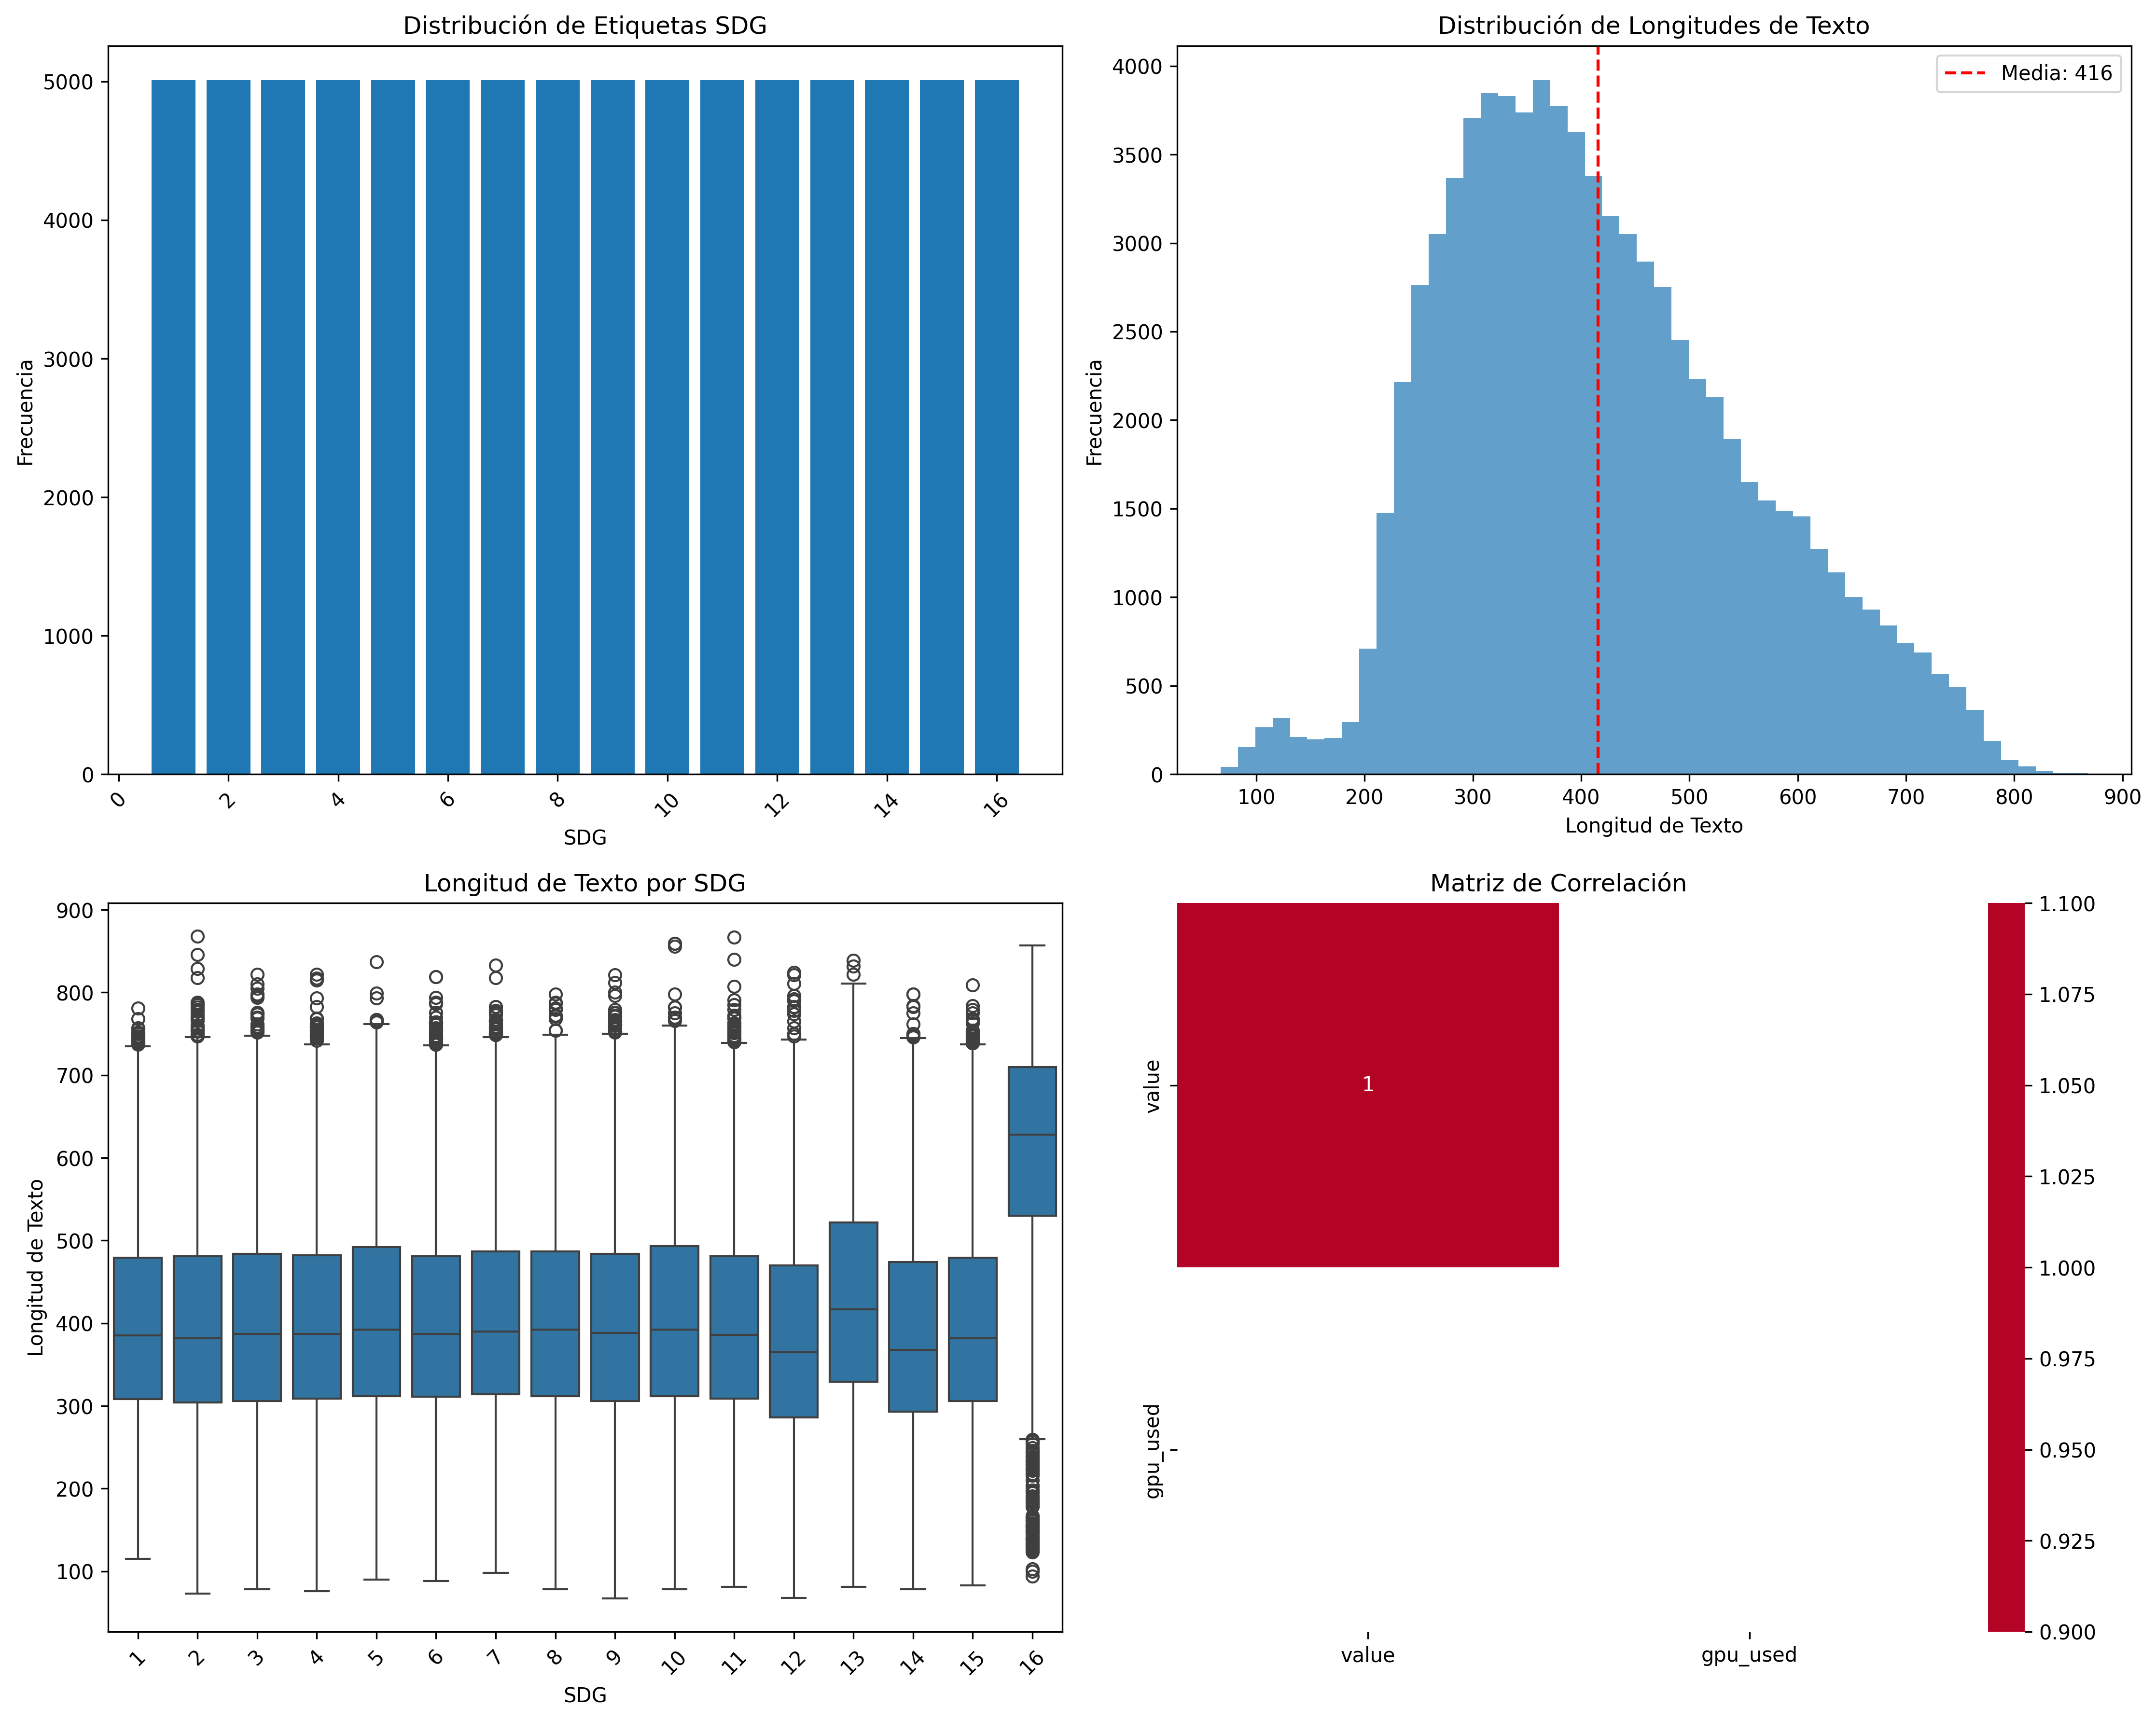 Distribución de Etiquetas SDG
5000
4000
3000
2000
1000
0
Frecuencia
0 2 4 6 8 10 12 14 16
SDG
Distribución de Longitudes de Texto
Media: 416
4000
3500
3000
2500
2000
1500
1000
500
0
Frecuencia
100 200 300 400 500 600 700 800 900
Longitud de Texto
Longitud de Texto por SDG
900
800
700
600
500
400
300
200
100
Longitud de Texto
1 2 3 4 5 6 7 8 9 10 11 12 13 14 15 16
SDG
Matriz de Correlación
value
gpu_used
1
value gpu_used
1.100
1.075
1.050
1.025
1.000
0.975
0.950
0.925
0.900